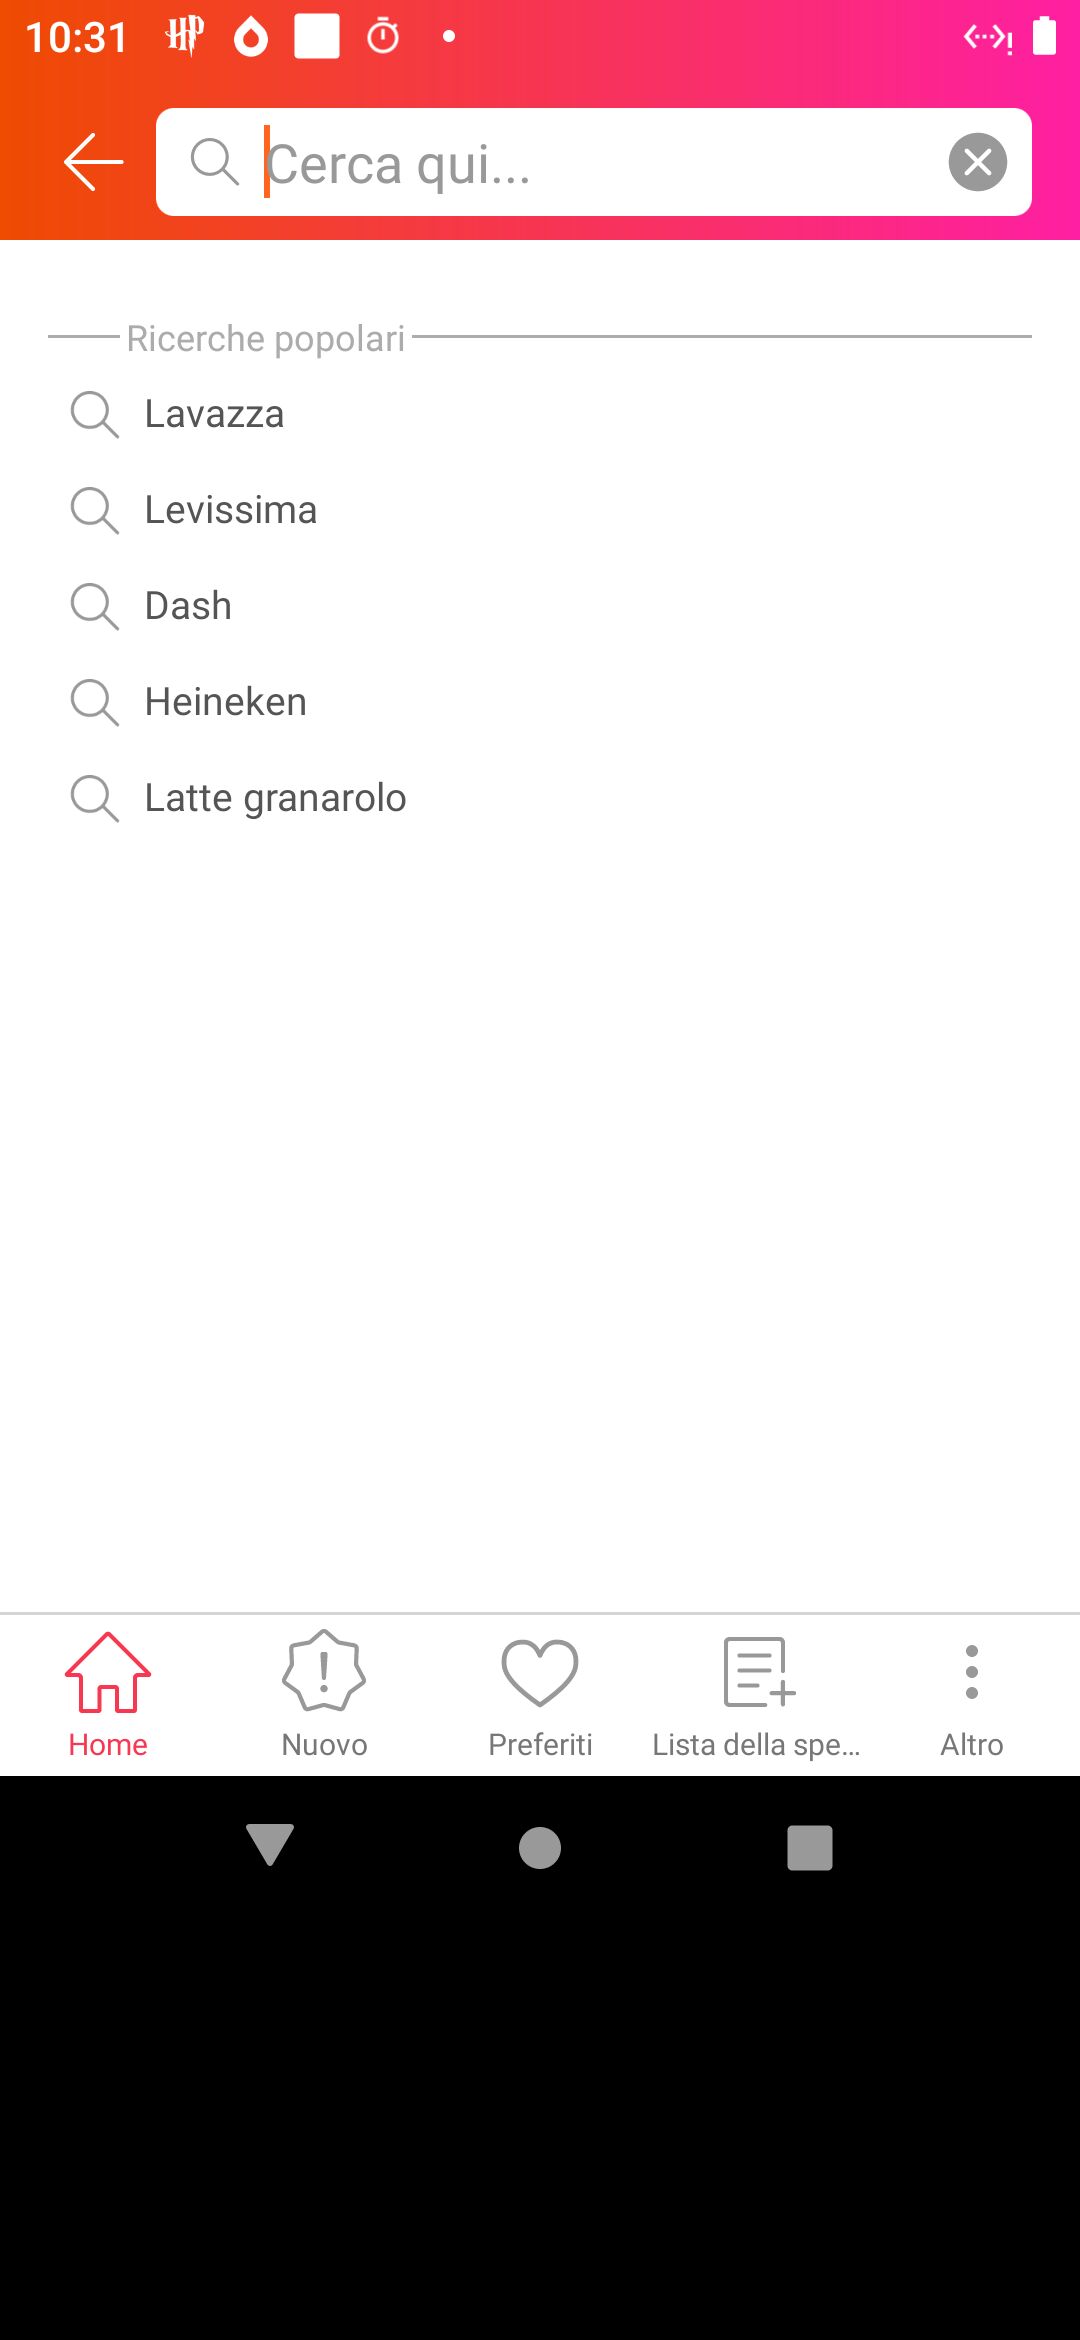 10:31
Cerca qui...
Ricerche popolari
Lavazza
Levissima
Dash
Heineken
Latte granarolo
Home
Nuovo
Preferiti
Lista della spe...
Altro